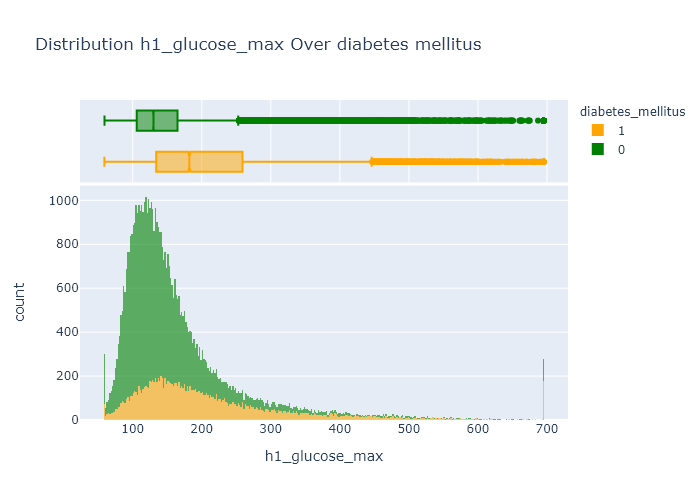 Distribution h1_glucose_max Over diabetes mellitus
diabetes_mellitus
1
0
1000
800
600
400
200
0
count
100 200 300 400 500 600 700
h1_glucose_max